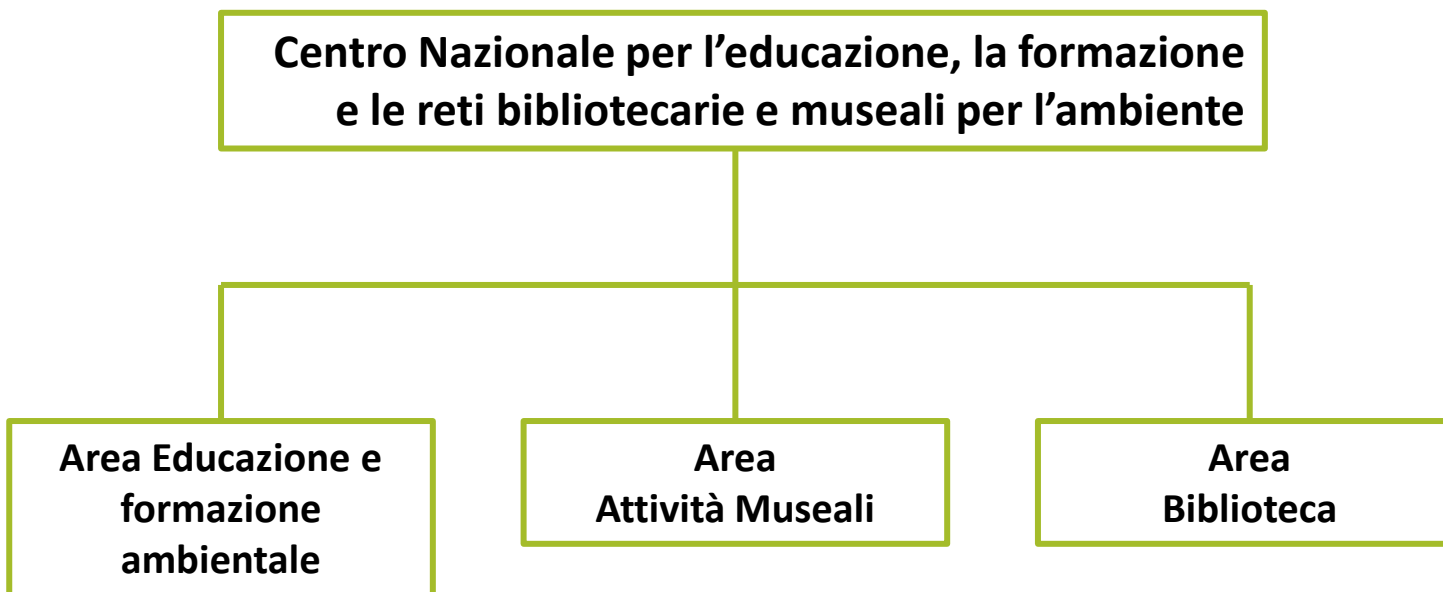 Centro Nazionale per l’educazione, la formazione
e le reti bibliotecarie e museali per l’ambiente
Area Educazione e
formazione
ambientale
Area
Attività Museali
Area
Biblioteca